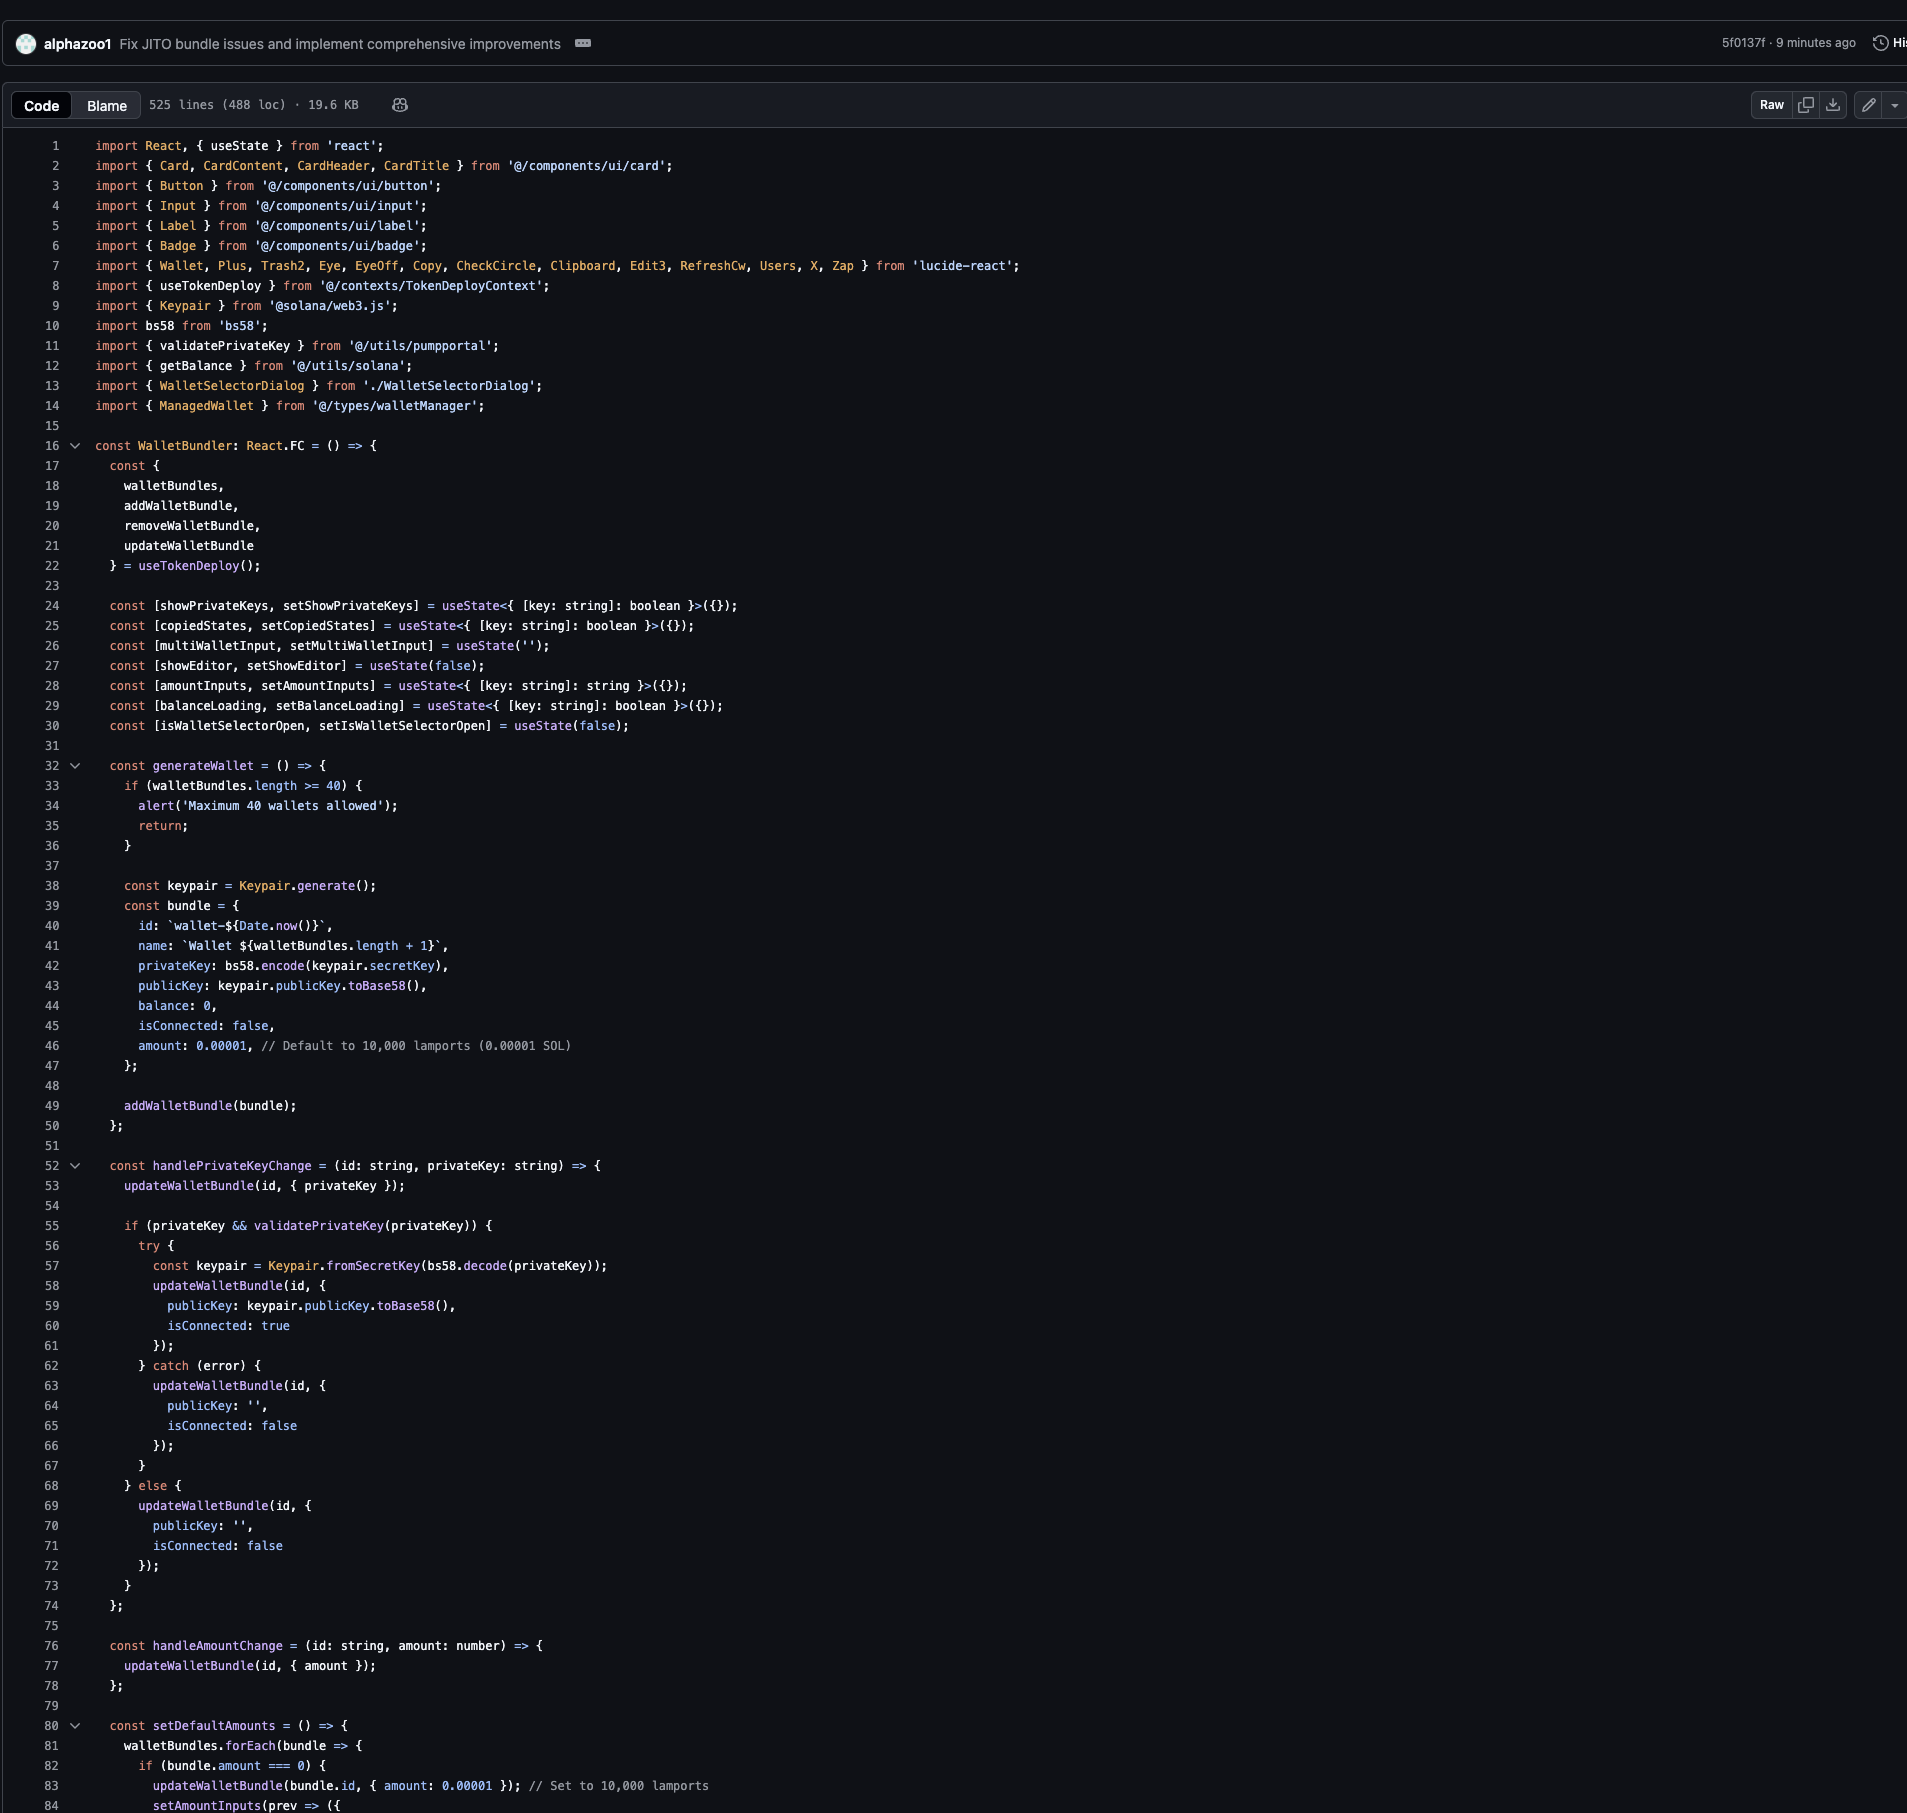 alphazoo1 Fix JITO bundle issues and implement comprehensive improvements
5f0137f · 9 minutes ago
Code Blame 525 lines (488 loc) · 19.6 KB
Raw
1 import React, { useState } from 'react';
2 import { Card, CardContent, CardHeader, CardTitle } from '@/components/ui/card';
3 import { Button } from '@/components/ui/button';
4 import { Input } from '@/components/ui/input';
5 import { Label } from '@/components/ui/label';
6 import { Badge } from '@/components/ui/badge';
7 import { Wallet, Plus, Trash2, Eye, EyeOff, Copy, CheckCircle, Clipboard, Edit3, RefreshCw, Users, X, Zap } from 'lucide-react';
8 import { useTokenDeploy } from '@/contexts/TokenDeployContext';
9 import { Keypair } from '@solana/web3.js';
10 import bs58 from 'bs58';
11 import { validatePrivateKey } from '@/utils/pumpportal';
12 import { getBalance } from '@/utils/solana';
13 import { WalletSelectorDialog } from './WalletSelectorDialog';
14 import { ManagedWallet } from '@/types/walletManager';
15
16 const WalletBundler: React.FC = () => {
17 const {
18 walletBundles,
19 addWalletBundle,
20 removeWalletBundle,
21 updateWalletBundle
22 } = useTokenDeploy();
23
24 const [showPrivateKeys, setShowPrivateKeys] = useState<{ [key: string]: boolean }>({});
25 const [copiedStates, setCopiedStates] = useState<{ [key: string]: boolean }>({});
26 const [multiWalletInput, setMultiWalletInput] = useState('');
27 const [showEditor, setShowEditor] = useState(false);
28 const [amountInputs, setAmountInputs] = useState<{ [key: string]: string }>({});
29 const [balanceLoading, setBalanceLoading] = useState<{ [key: string]: boolean }>({});
30 const [isWalletSelectorOpen, setIsWalletSelectorOpen] = useState(false);
31
32 const generateWallet = () => {
33 if (walletBundles.length >= 40) {
34 alert('Maximum 40 wallets allowed');
35 return;
36 }
37
38 const keypair = Keypair.generate();
39 const bundle = {
40 id: `wallet-${Date.now()}`,
41 name: `Wallet ${walletBundles.length + 1}`,
42 privateKey: bs58.encode(keypair.secretKey),
43 publicKey: keypair.publicKey.toBase58(),
44 balance: 0,
45 isConnected: false,
46 amount: 0.00001, // Default to 10,000 lamports (0.00001 SOL)
47 };
48
49 addWalletBundle(bundle);
50 };
51
52 const handlePrivateKeyChange = (id: string, privateKey: string) => {
53 updateWalletBundle(id, { privateKey });
54
55 if (privateKey && validatePrivateKey(privateKey)) {
56 try {
57 const keypair = Keypair.fromSecretKey(bs58.decode(privateKey));
58 updateWalletBundle(id, {
59 publicKey: keypair.publicKey.toBase58(),
60 isConnected: true
61 });
62 } catch (error) {
63 updateWalletBundle(id, {
64 publicKey: '',
65 isConnected: false
66 });
67 }
68 } else {
69 updateWalletBundle(id, {
70 publicKey: '',
71 isConnected: false
72 });
73 }
74 };
75
76 const handleAmountChange = (id: string, amount: number) => {
77 updateWalletBundle(id, { amount });
78 };
79
80 const setDefaultAmounts = () => {
81 walletBundles.forEach(bundle => {
82 if (bundle.amount === 0) {
83 updateWalletBundle(bundle.id, { amount: 0.00001 }); // Set to 10,000 lamports
84 setAmountInputs(prev => ({